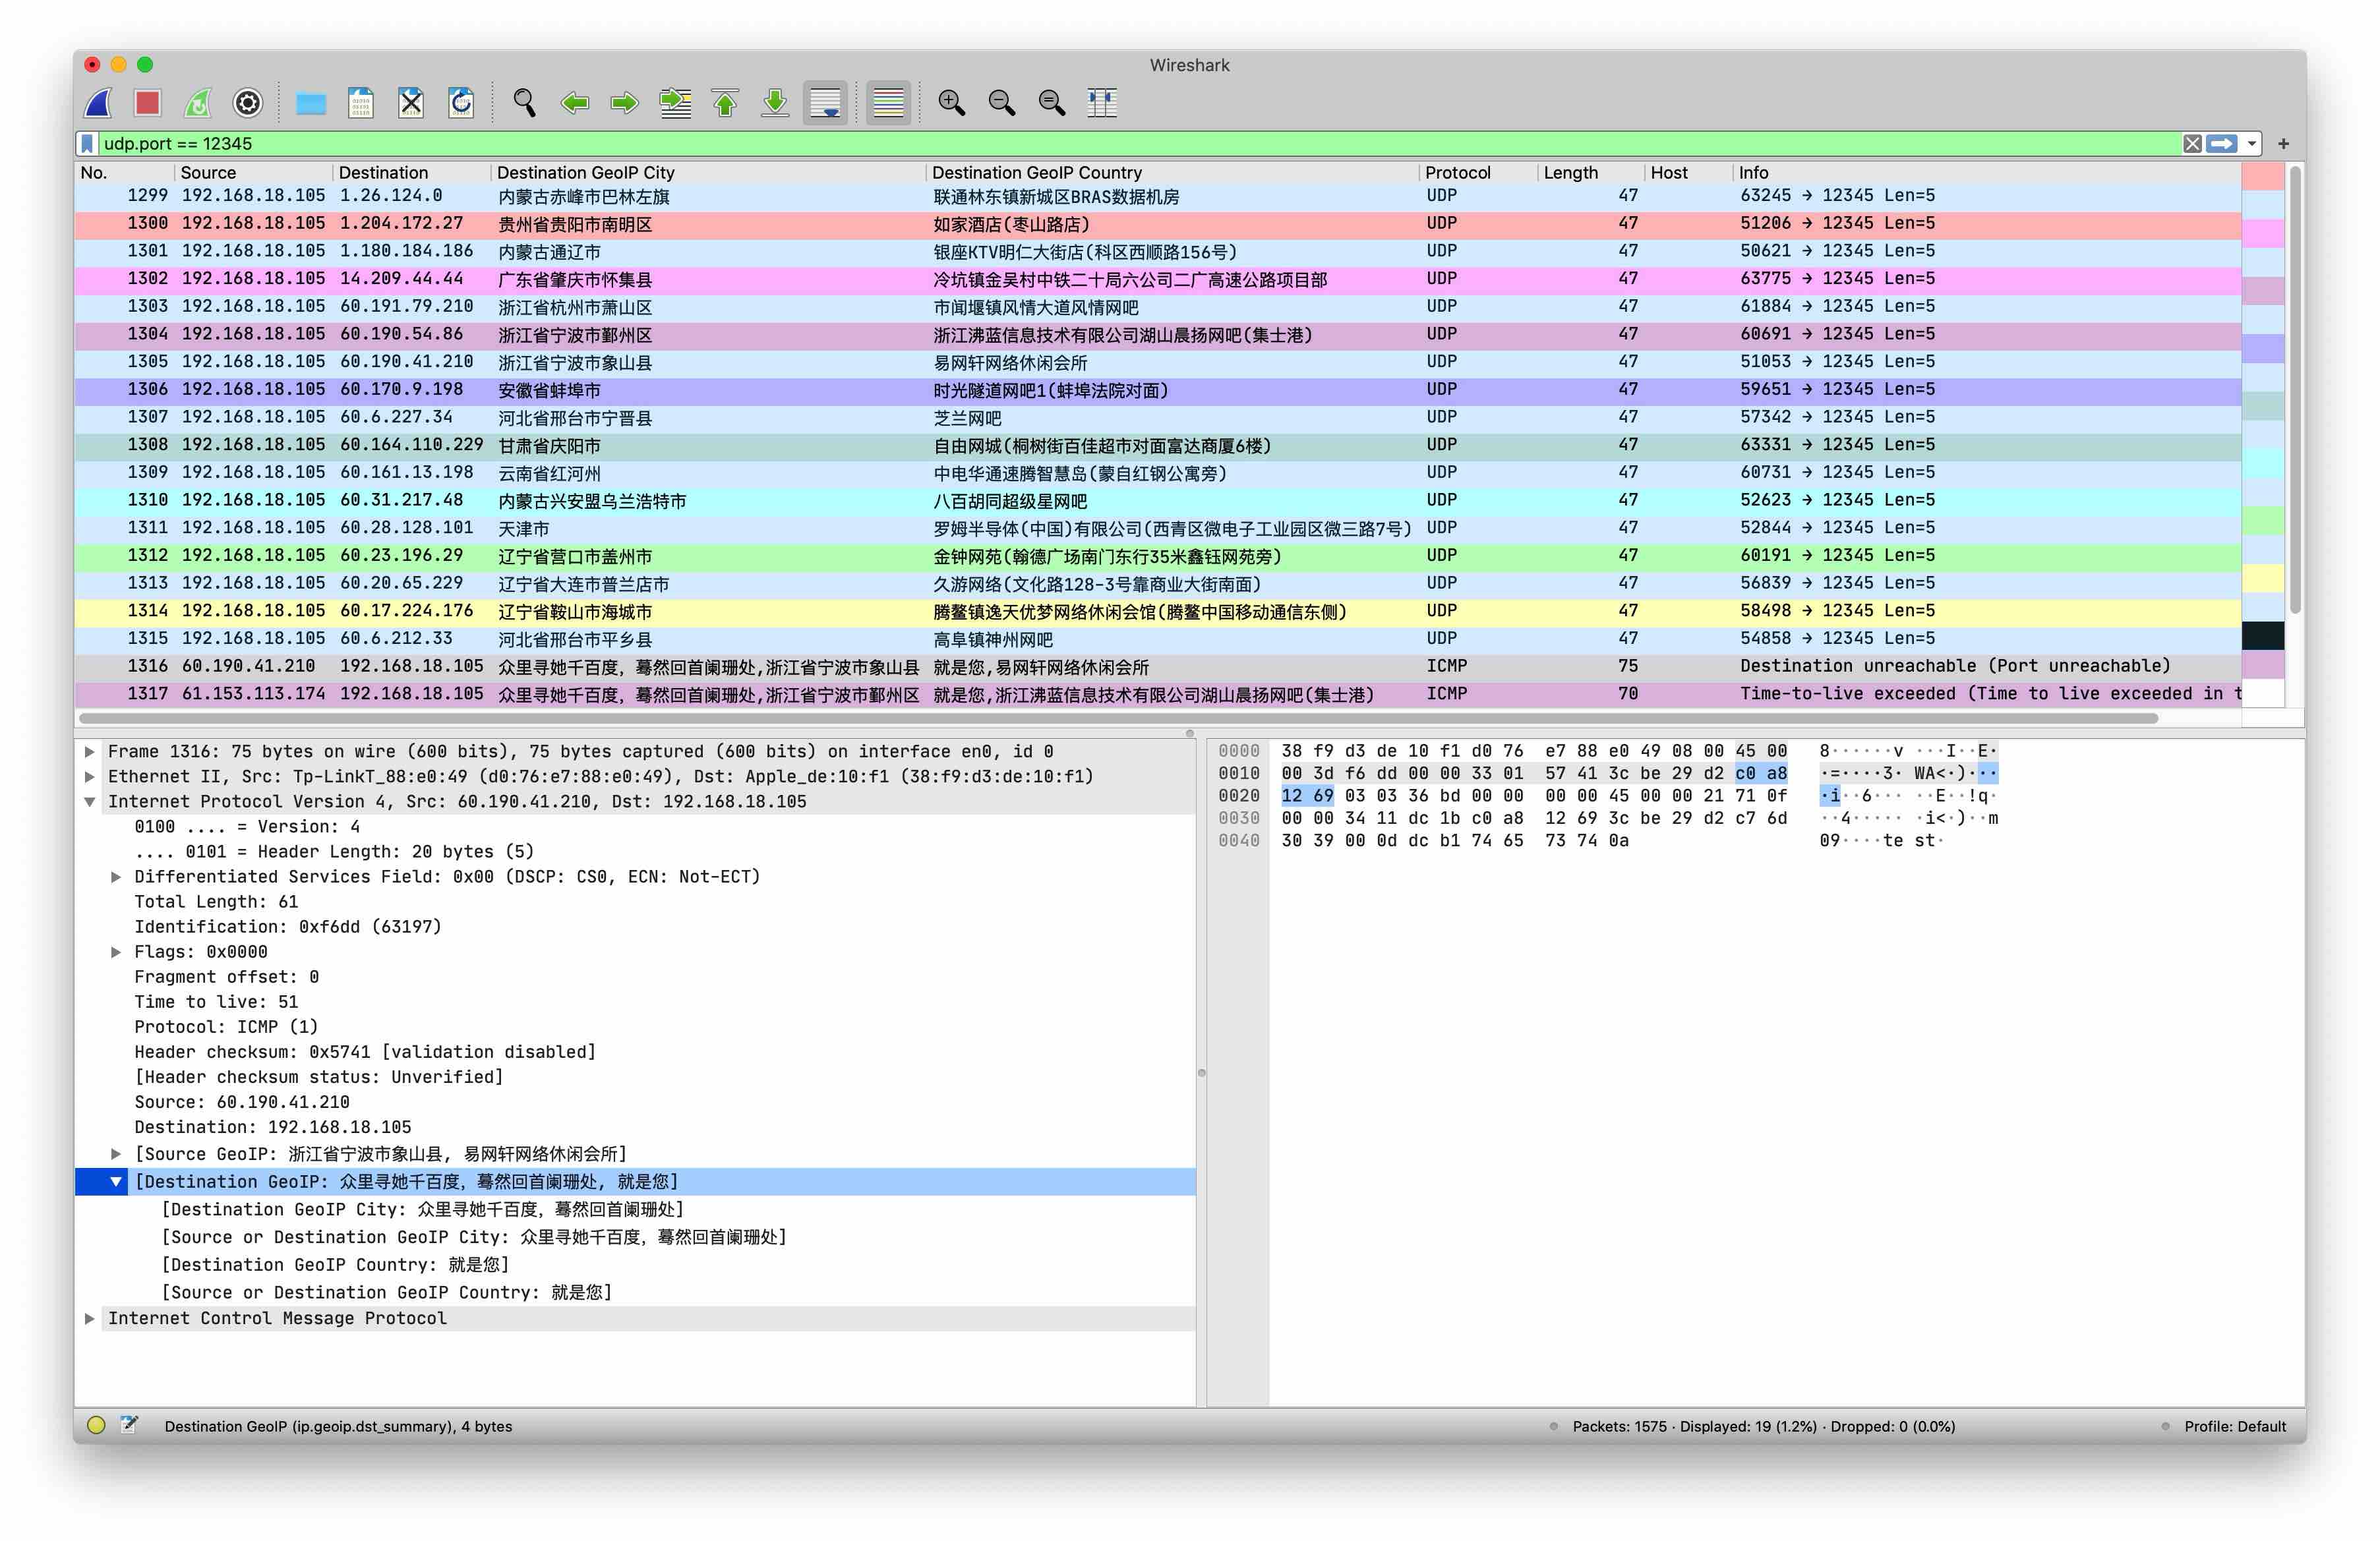 Wireshark
udp.port == 12345
No. Source Destination Destination GeoIP City Destination GeoIP Country Protocol Length Host Info
1299 192.168.18.105 1.26.124.0 内蒙古赤峰市巴林左旗 联通林东镇新城区BRAS数据机房 UDP 47 63245 → 12345 Len=5
1300 192.168.18.105 1.204.172.27 贵州省贵阳市南明区 如家酒店(枣山路店) UDP 47 51206 → 12345 Len=5
1301 192.168.18.105 1.180.184.186 内蒙古通辽市 银座KTV明仁大街店(科区西顺路156号) UDP 47 50621 → 12345 Len=5
1302 192.168.18.105 14.209.44.44 广东省肇庆市怀集县 冷坑镇金吴村中铁二十局六公司二广高速公路项目部 UDP 47 63775 → 12345 Len=5
1303 192.168.18.105 60.191.79.210 浙江省杭州市萧山区 市闻堰镇风情大道风情网吧 UDP 47 61884 → 12345 Len=5
1304 192.168.18.105 60.190.54.86 浙江省宁波市鄞州区 浙江沸蓝信息技术有限公司湖山晨扬网吧(集士港) UDP 47 60691 → 12345 Len=5
1305 192.168.18.105 60.190.41.210 浙江省宁波市象山县 易网轩网络休闲会所 UDP 47 51053 → 12345 Len=5
1306 192.168.18.105 60.170.9.198 安徽省蚌埠市 时光隧道网吧1(蚌埠法院对面) UDP 47 59651 → 12345 Len=5
1307 192.168.18.105 60.6.227.34 河北省邢台市宁晋县 芝兰网吧 UDP 47 57342 → 12345 Len=5
1308 192.168.18.105 60.164.110.229 甘肃省庆阳市 自由网城(桐树街百佳超市对面富达商厦6楼) UDP 47 63331 → 12345 Len=5
1309 192.168.18.105 60.161.13.198 云南省红河州 中电华通速腾智慧岛(蒙自红钢公寓旁) UDP 47 60731 → 12345 Len=5
1310 192.168.18.105 60.31.217.48 内蒙古兴安盟乌兰浩特市 八百胡同超级星网吧 UDP 47 52623 → 12345 Len=5
1311 192.168.18.105 60.28.128.101 天津市 罗姆半导体(中国)有限公司(西青区微电子工业园区微三路7号) UDP 47 52844 → 12345 Len=5
1312 192.168.18.105 60.23.196.29 辽宁省营口市盖州市 金钟网苑(翰德广场南门东行35米鑫钰网苑旁) UDP 47 60191 → 12345 Len=5
1313 192.168.18.105 60.20.65.229 辽宁省大连市普兰店市 久游网络(文化路128-3号靠商业大街南面) UDP 47 56839 → 12345 Len=5
1314 192.168.18.105 60.17.224.176 辽宁省鞍山市海城市 腾鳌镇逸天优梦网络休闲会馆(腾鳌中国移动通信东侧) UDP 47 58498 → 12345 Len=5
1315 192.168.18.105 60.6.212.33 河北省邢台市平乡县 高阜镇神州网吧 UDP 47 54858 → 12345 Len=5
1316 60.190.41.210 192.168.18.105 众里寻她千百度，蓦然回首阑珊处,浙江省宁波市象山县 就是您,易网轩网络休闲会所 ICMP 75 Destination unreachable (Port unreachable)
1317 61.153.113.174 192.168.18.105 众里寻她千百度，蓦然回首阑珊处,浙江省宁波市鄞州区 就是您,浙江沸蓝信息技术有限公司湖山晨扬网吧(集士港) ICMP 70 Time-to-live exceeded (Time to live exceeded in t
Frame 1316: 75 bytes on wire (600 bits), 75 bytes captured (600 bits) on interface en0, id 0
Ethernet II, Src: Tp-LinkT_88:e0:49 (d0:76:e7:88:e0:49), Dst: Apple_de:10:f1 (38:f9:d3:de:10:f1)
Internet Protocol Version 4, Src: 60.190.41.210, Dst: 192.168.18.105
0100 .... = Version: 4
.... 0101 = Header Length: 20 bytes (5)
Differentiated Services Field: 0x00 (DSCP: CS0, ECN: Not-ECT)
Total Length: 61
Identification: 0xf6dd (63197)
Flags: 0x0000
Fragment offset: 0
Time to live: 51
Protocol: ICMP (1)
Header checksum: 0x5741 [validation disabled]
[Header checksum status: Unverified]
Source: 60.190.41.210
Destination: 192.168.18.105
[Source GeoIP: 浙江省宁波市象山县, 易网轩网络休闲会所]
[Destination GeoIP: 众里寻她千百度，蓦然回首阑珊处, 就是您]
[Destination GeoIP City: 众里寻她千百度，蓦然回首阑珊处]
[Source or Destination GeoIP City: 众里寻她千百度，蓦然回首阑珊处]
[Destination GeoIP Country: 就是您]
[Source or Destination GeoIP Country: 就是您]
Internet Control Message Protocol
0000 38 f9 d3 de 10 f1 d0 76 e7 88 e0 49 08 00 45 00 8······v ···I··E·
0010 00 3d f6 dd 00 00 33 01 57 41 3c be 29 d2 c0 a8 ·=····3· WA<·)···
0020 12 69 03 03 36 bd 00 00 00 00 45 00 00 21 71 0f ·i··6··· ··E··!q·
0030 00 00 34 11 dc 1b c0 a8 12 69 3c be 29 d2 c7 6d ··4····· ·i<·)··m
0040 30 39 00 0d dc b1 74 65 73 74 0a 09····te st·
Destination GeoIP (ip.geoip.dst_summary), 4 bytes
Packets: 1575 · Displayed: 19 (1.2%) · Dropped: 0 (0.0%)
Profile: Default